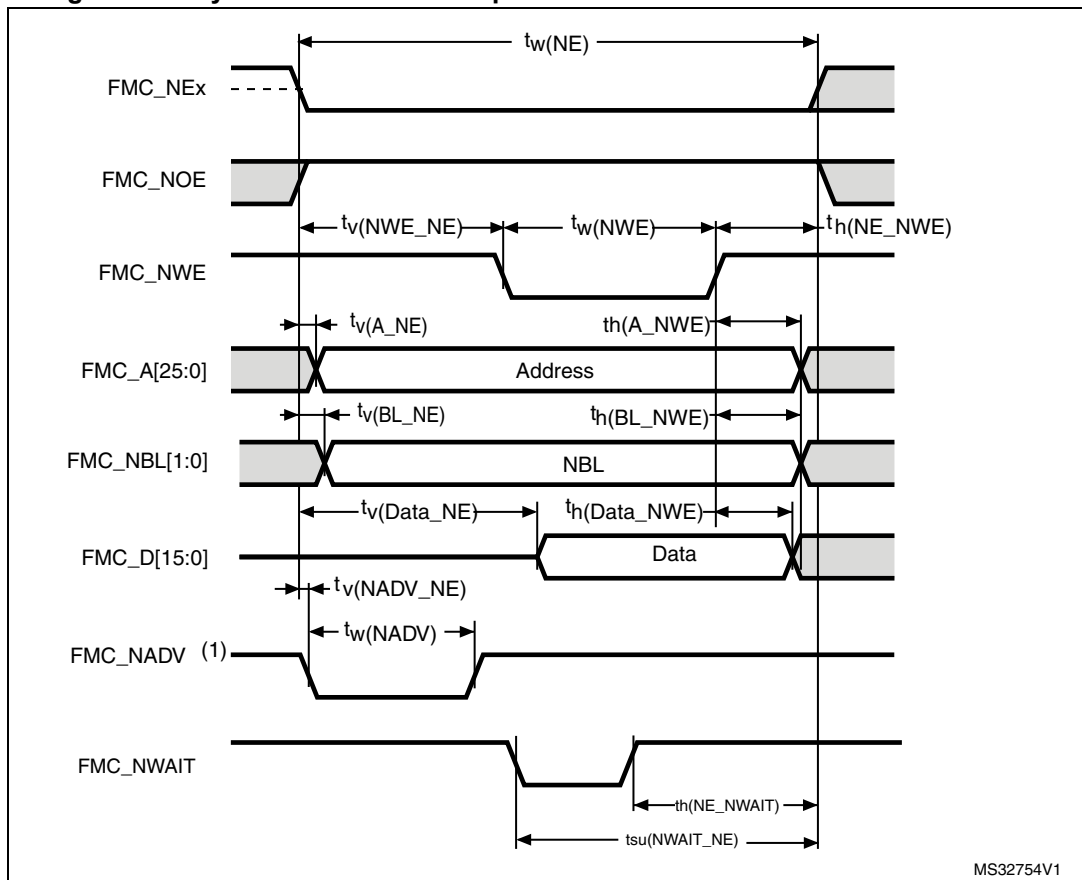 tw(NE)
FMC_NEx
FMC_NOE
tv(NWE_NE)
tw(NWE)
th(NE_NWE)
FMC_NWE
tv(A_NE)
th(A_NWE)
FMC_A[25:0]
Address
tv(BL_NE)
th(BL_NWE)
FMC_NBL[1:0]
NBL
tv(Data_NE)
th(Data_NWE)
FMC_D[15:0]
Data
tv(NADV_NE)
tw(NADV)
FMC_NADV (1)
FMC_NWAIT
th(NE_NWAIT)
tsu(NWAIT_NE)
MS32754V1